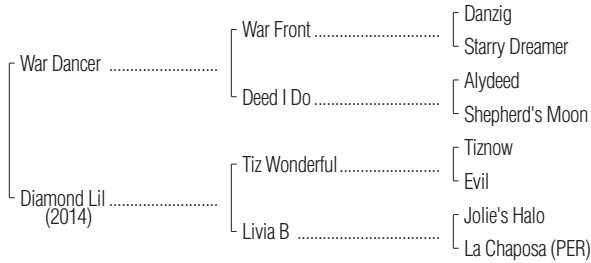 Danzig
War Front
Starry Dreamer
War Dancer
Alydeed
Deed I Do
Shepherd's Moon
Tiznow
Tiz Wonderful
Evil
Diamond Lil
(2014)
Jolie's Halo
Livia B
La Chaposa (PER)